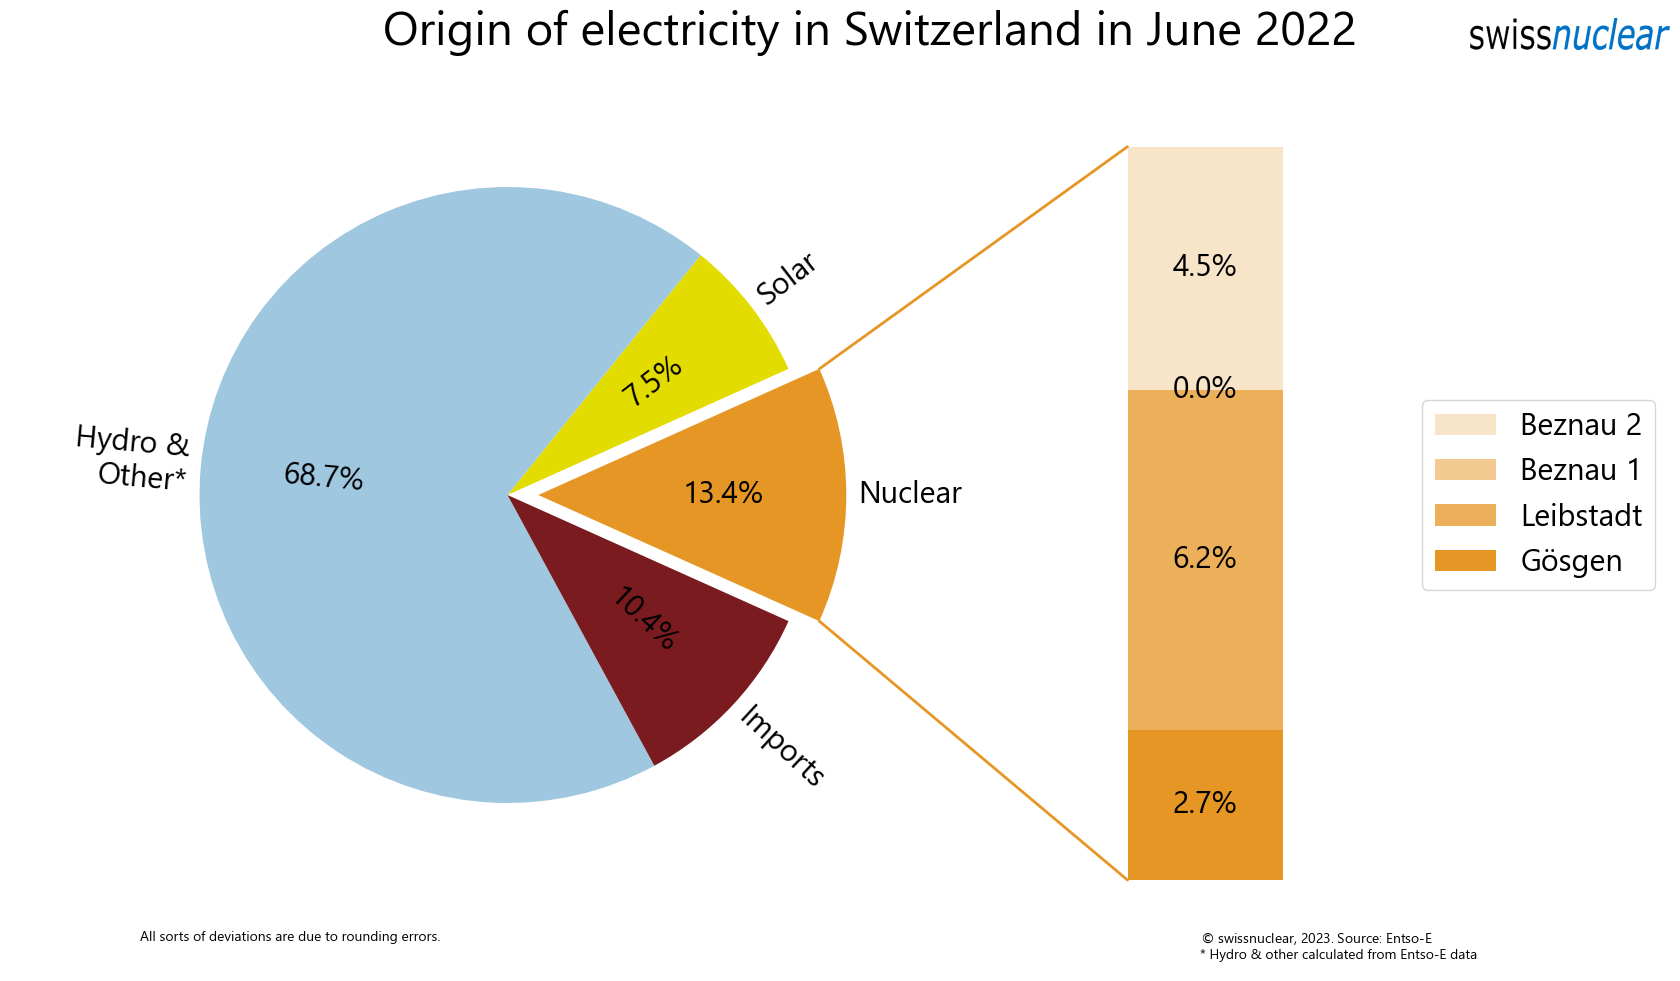 Origin of electricity in Switzerland in June 2022
swissnuclear
Solar
7.5%
Hydro &
Other*
68.7%
13.4%
Nuclear
10.4%
Imports
4.5%
0.0%
6.2%
2.7%
Beznau 2
Beznau 1
Leibstadt
Gösgen
All sorts of deviations are due to rounding errors.
© swissnuclear, 2023. Source: Entso-E
* Hydro & other calculated from Entso-E data